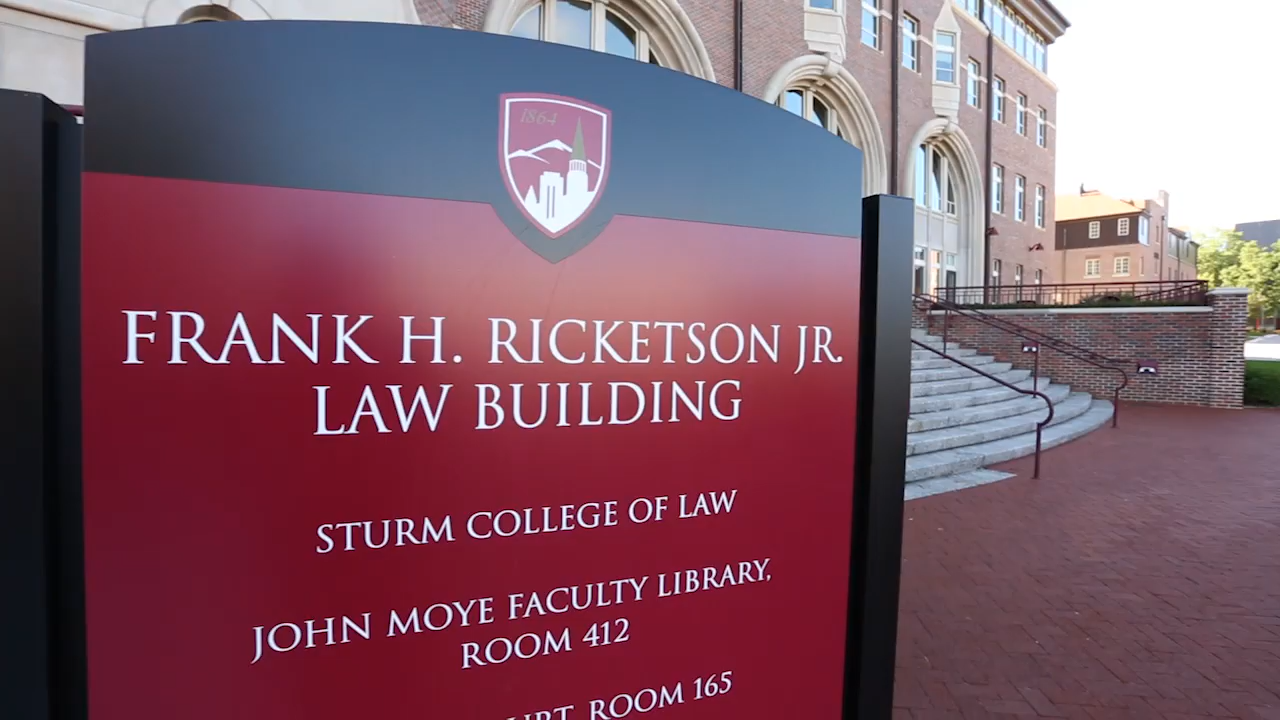 1864
FRANK H. RICKETSON JR.
LAW BUILDING
STURM COLLEGE OF LAW
JOHN MOYE FACULTY LIBRARY,
ROOM 412
ROOM 165